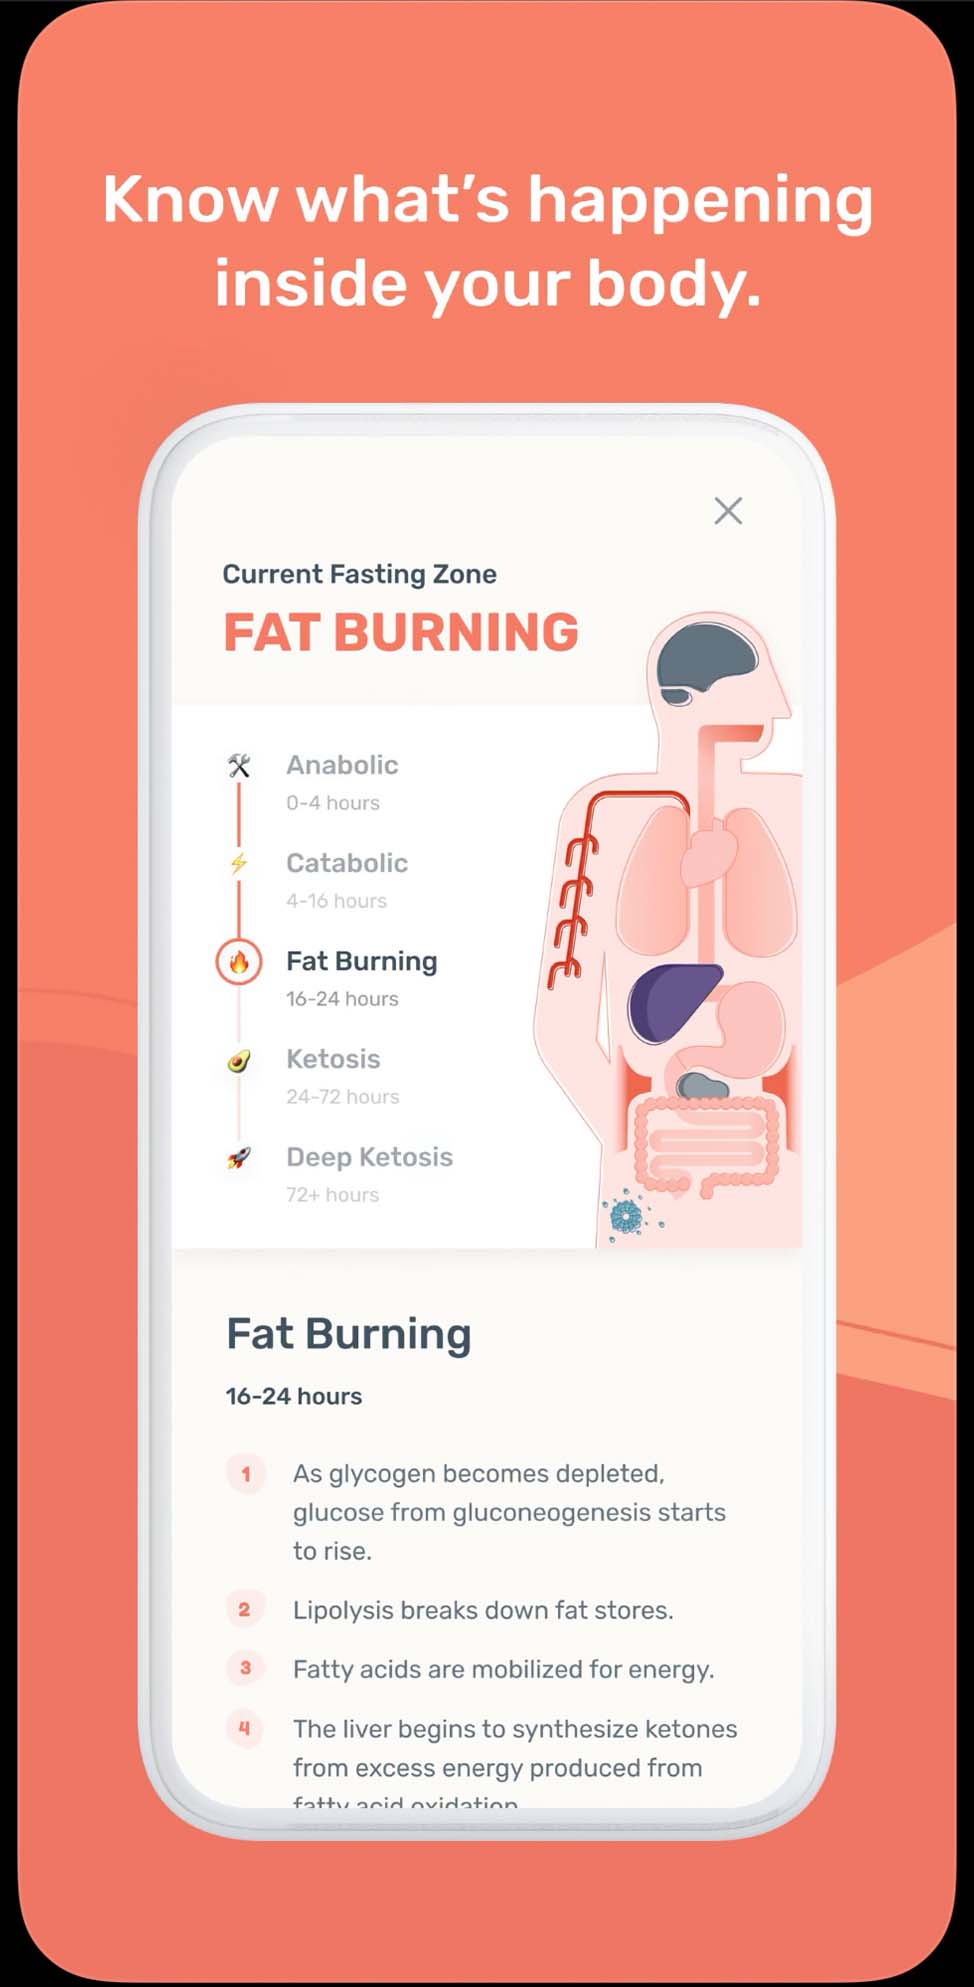 Know what's happening
inside your body.
Current Fasting Zone
FAT BURNING
Anabolic
0-4 hours
Catabolic
4-16 hours
Fat Burning
16-24 hours
Ketosis
24-72 hours
Deep Ketosis
72+ hours
Fat Burning
16-24 hours
1 As glycogen becomes depleted,
glucose from gluconeogenesis starts
to rise.
2 Lipolysis breaks down fat stores.
3 Fatty acids are mobilized for energy.
4 The liver begins to synthesize ketones
from excess energy produced from
fatty acid oxidation